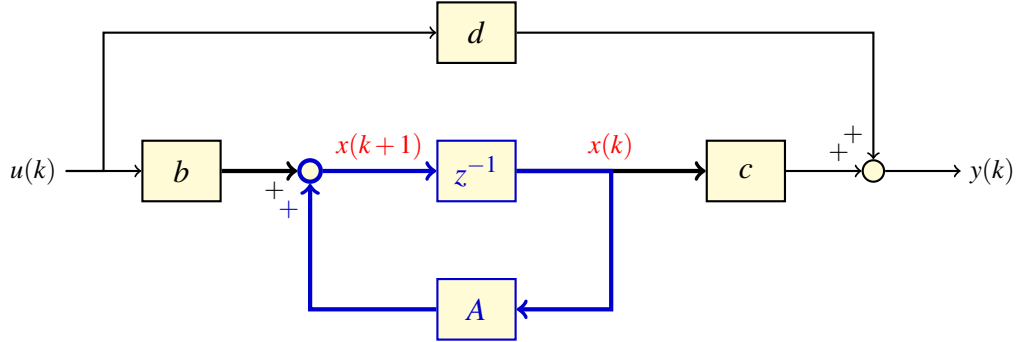 d
+
x(k+1)
x(k)
u(k)
b
z⁻¹
c
+
y(k)
+
+
A